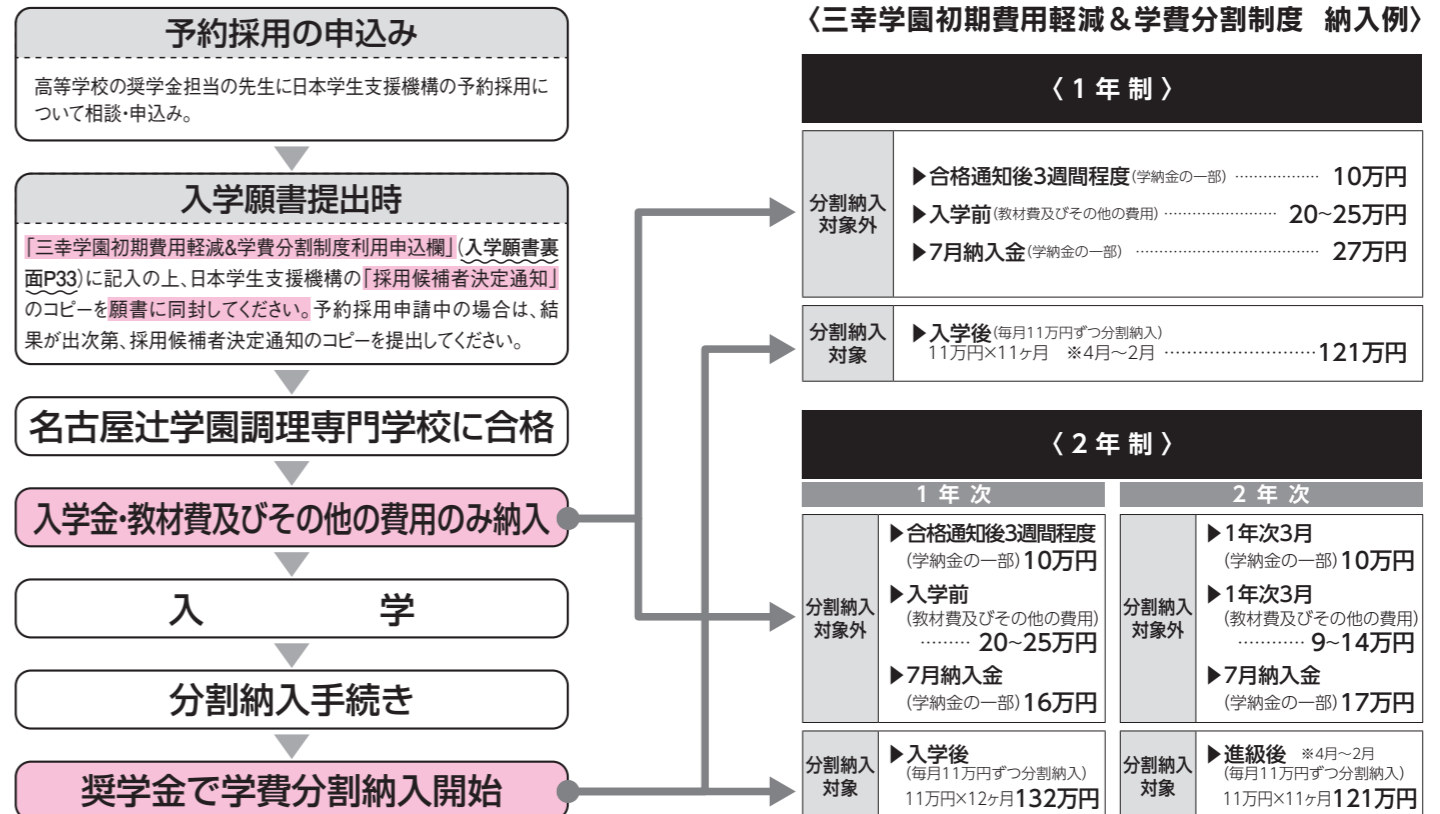 予約採用の申込み
高等学校の奨学金担当の先生に日本学生支援機構の予約採用に
ついて相談・申込み。
入学願書提出時
「三幸学園初期費用軽減&学費分割制度利用申込欄」(入学願書裏
面P33)に記入の上、日本学生支援機構の「採用候補者決定通知」
のコピーを願書に同封してください。予約採用申請中の場合は、結
果が出次第、採用候補者決定通知のコピーを提出してください。
名古屋辻学園調理専門学校に合格
入学金・教材費及びその他の費用のみ納入
入学
分割納入手続き
奨学金で学費分割納入開始
〈三幸学園初期費用軽減&学費分割制度 納入例〉
〈1年制〉
分割納入
対象外
▶合格通知後3週間程度(学納金の一部) ……………… 10万円
▶入学前(教材費及びその他の費用) …………………… 20~25万円
▶7月納入金(学納金の一部) ………………………………… 27万円
分割納入
対象
▶入学後(毎月11万円ずつ分割納入)
11万円×11ヶ月 ※4月〜2月 ………………………121万円
〈2年制〉
1年次
分割納入
対象外
▶合格通知後3週間程度
(学納金の一部)10万円
▶入学前
(教材費及びその他の費用)
……… 20~25万円
▶7月納入金
(学納金の一部)16万円
分割納入
対象
▶入学後
(毎月11万円ずつ分割納入)
11万円×12ヶ月132万円
2年次
分割納入
対象外
▶1年次3月
(学納金の一部)10万円
▶1年次3月
(教材費及びその他の費用)
………… 9~14万円
▶7月納入金
(学納金の一部)17万円
分割納入
対象
▶進級後 ※4月〜2月
(毎月11万円ずつ分割納入)
11万円×11ヶ月121万円